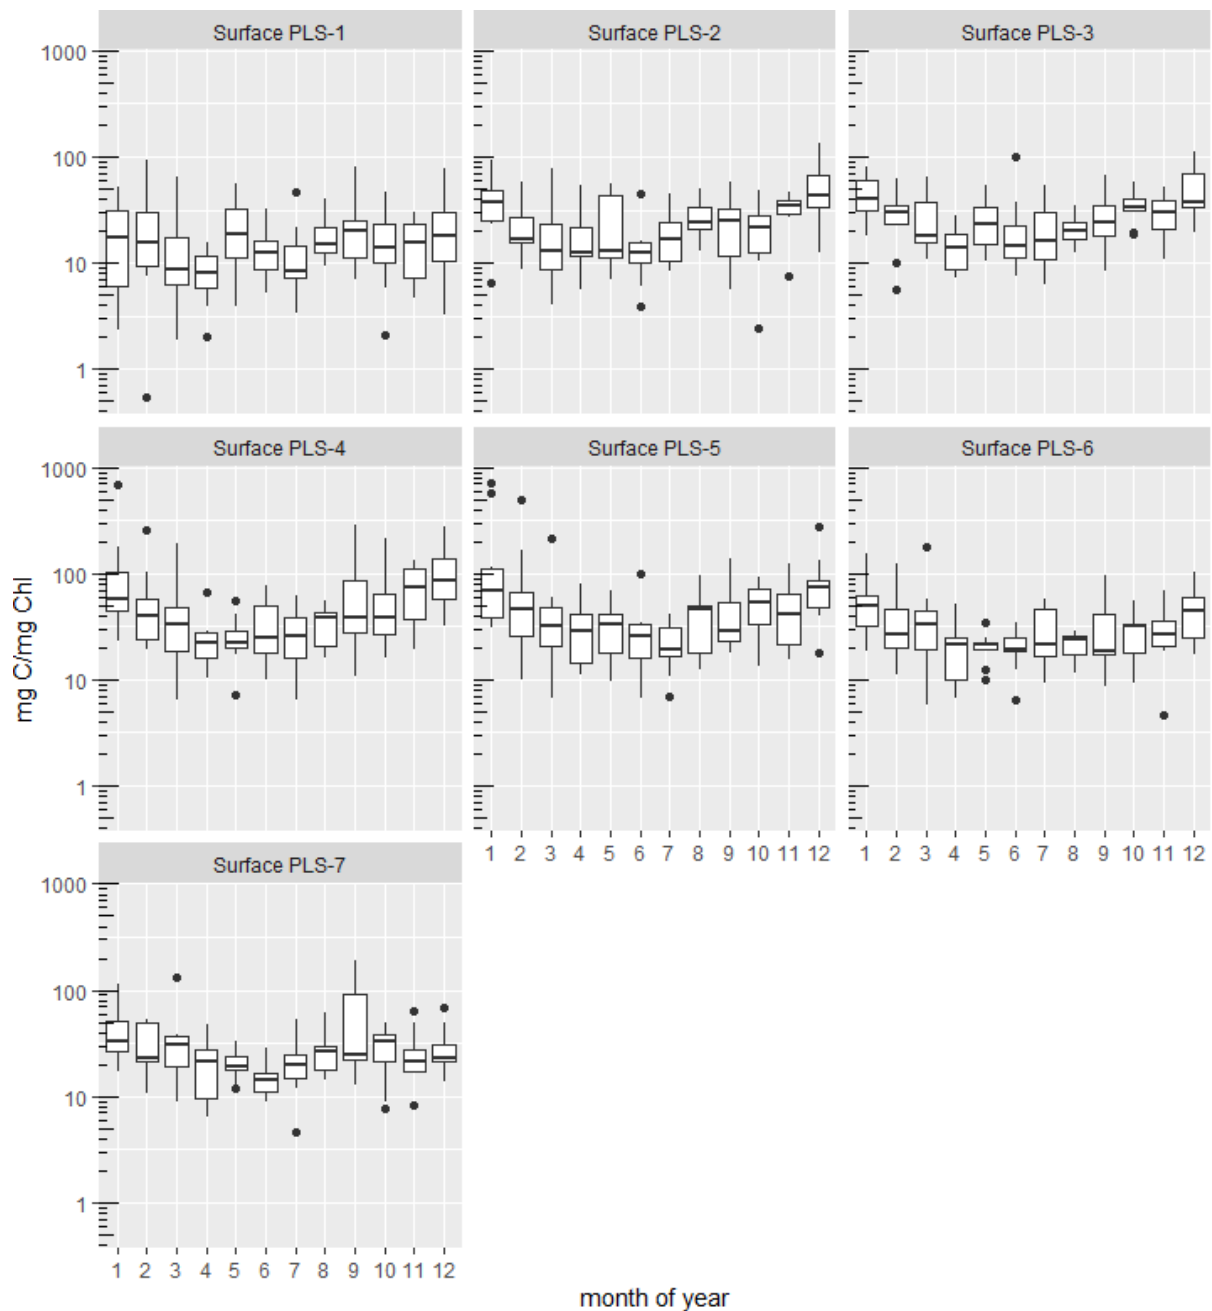 Surface PLS-1 Surface PLS-2 Surface PLS-3
1000
100
10
1
Surface PLS-4 Surface PLS-5 Surface PLS-6
1000
100
10
1
mg C/mg Chl
1 2 3 4 5 6 7 8 9 10 11 12 1 2 3 4 5 6 7 8 9 10 11 12
Surface PLS-7
1000
100
10
1
1 2 3 4 5 6 7 8 9 10 11 12
month of year